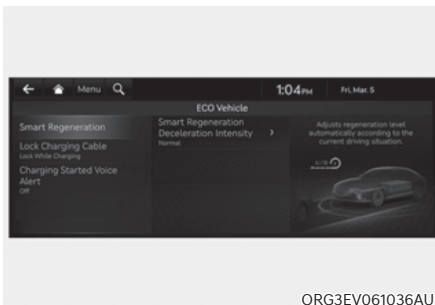 Menu
1:04PM
Fri, Mar. 5
ECO Vehicle
Smart Regeneration
Lock Charging Cable
Lock While Charging
Charging Started Voice
Alert
Off
Smart Regeneration
Deceleration Intensity
Normal
Adjusts regeneration level
automatically according to the
current driving situation.
ORG3EV061036AU